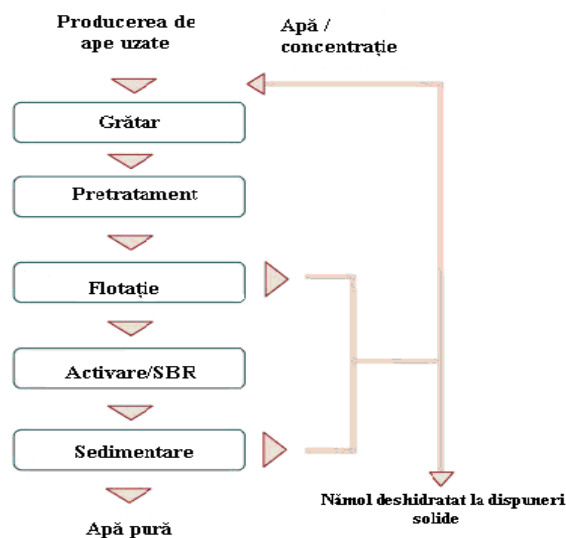 Producerea de
ape uzate
Apă /
concentrație
Grătar
Pretratament
Flotație
Activare/SBR
Sedimentare
Apă pură
Nămol deshidratat la dispuneri
solide